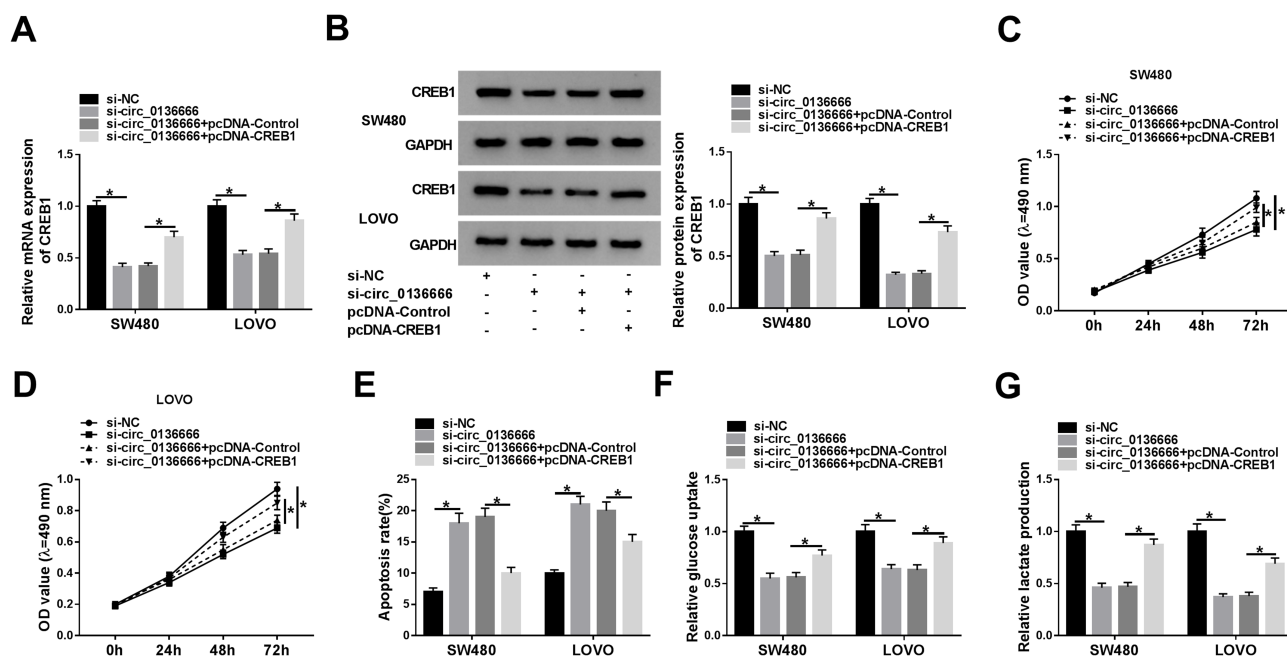 A
si-NC
si-circ_0136666
si-circ_0136666+pcDNA-Control
si-circ_0136666+pcDNA-CREB1
Relative mRNA expression
of CREB1
1.5
1.0
0.5
0.0
* * * *
SW480 LOVO
B
CREB1
SW480
GAPDH
CREB1
LOVO
GAPDH
si-NC + - - -
si-circ_0136666 - + + +
pcDNA-Control - - + -
pcDNA-CREB1 - - - +
si-NC
si-circ_0136666
si-circ_0136666+pcDNA-Control
si-circ_0136666+pcDNA-CREB1
Relative protein expression
of CREB1
1.5
1.0
0.5
0.0
* * * *
SW480 LOVO
C
SW480
si-NC
si-circ_0136666
si-circ_0136666+pcDNA-Control
si-circ_0136666+pcDNA-CREB1
OD value (λ=490 nm)
1.5
1.0
0.5
0.0
* *
0h 24h 48h 72h
D
LOVO
si-NC
si-circ_0136666
si-circ_0136666+pcDNA-Control
si-circ_0136666+pcDNA-CREB1
OD value (λ=490 nm)
1.0
0.8
0.6
0.4
0.2
0.0
* *
0h 24h 48h 72h
E
si-NC
si-circ_0136666
si-circ_0136666+pcDNA-Control
si-circ_0136666+pcDNA-CREB1
Apoptosis rate(%)
25
20
15
10
5
0
* * * *
SW480 LOVO
F
si-NC
si-circ_0136666
si-circ_0136666+pcDNA-Control
si-circ_0136666+pcDNA-CREB1
Relative glucose uptake
1.5
1.0
0.5
0.0
* * * *
SW480 LOVO
G
si-NC
si-circ_0136666
si-circ_0136666+pcDNA-Control
si-circ_0136666+pcDNA-CREB1
Relative lactate production
1.5
1.0
0.5
0.0
* * * *
SW480 LOVO